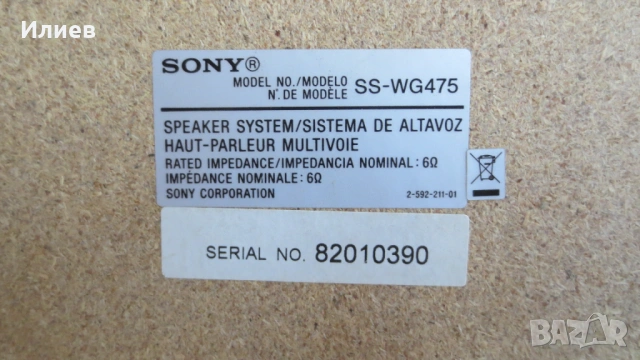 Илиев
SONY®
MODEL NO./MODELO
N°. DE MODÈLE
SS-WG475
SPEAKER SYSTEM/SISTEMA DE ALTAVOZ
HAUT-PARLEUR MULTIVOIE
RATED IMPEDANCE/IMPEDANCIA NOMINAL: 6Ω
IMPÉDANCE NOMINALE: 6Ω
SONY CORPORATION
2-592-211-01
SERIAL NO. 82010390
BAZAR